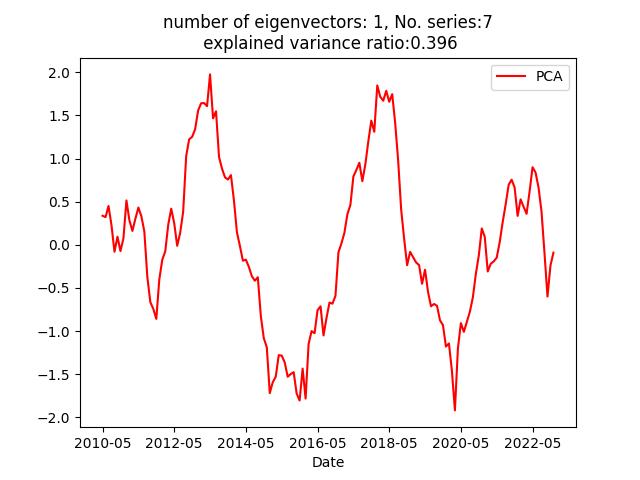 number of eigenvectors: 1, No. series:7
explained variance ratio:0.396
PCA
2.0
1.5
1.0
0.5
0.0
−0.5
−1.0
−1.5
−2.0
2010-05 2012-05 2014-05 2016-05 2018-05 2020-05 2022-05
Date